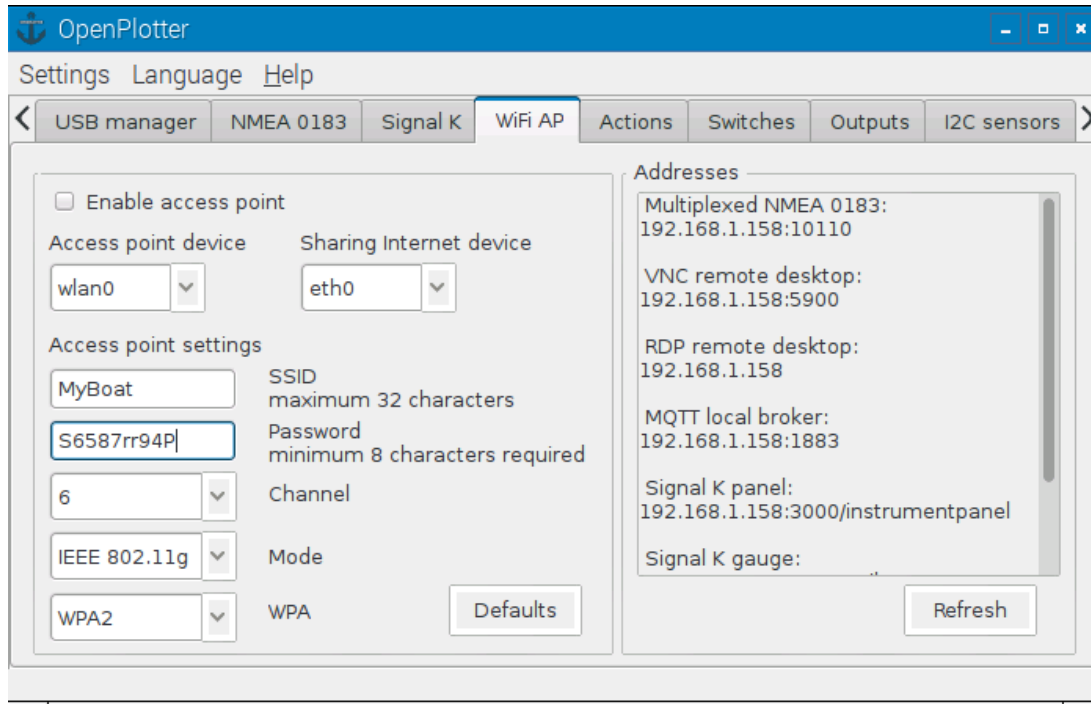 OpenPlotter
Settings Language Help
USB manager NMEA 0183 Signal K WiFi AP Actions Switches Outputs I2C sensors
Enable access point
Access point device Sharing Internet device
wlan0 eth0
Access point settings
MyBoat SSID
maximum 32 characters
S6587rr94P Password
minimum 8 characters required
6 Channel
IEEE 802.11g Mode
WPA2 WPA Defaults
Addresses
Multiplexed NMEA 0183:
192.168.1.158:10110
VNC remote desktop:
192.168.1.158:5900
RDP remote desktop:
192.168.1.158
MQTT local broker:
192.168.1.158:1883
Signal K panel:
192.168.1.158:3000/instrumentpanel
Signal K gauge:
Refresh